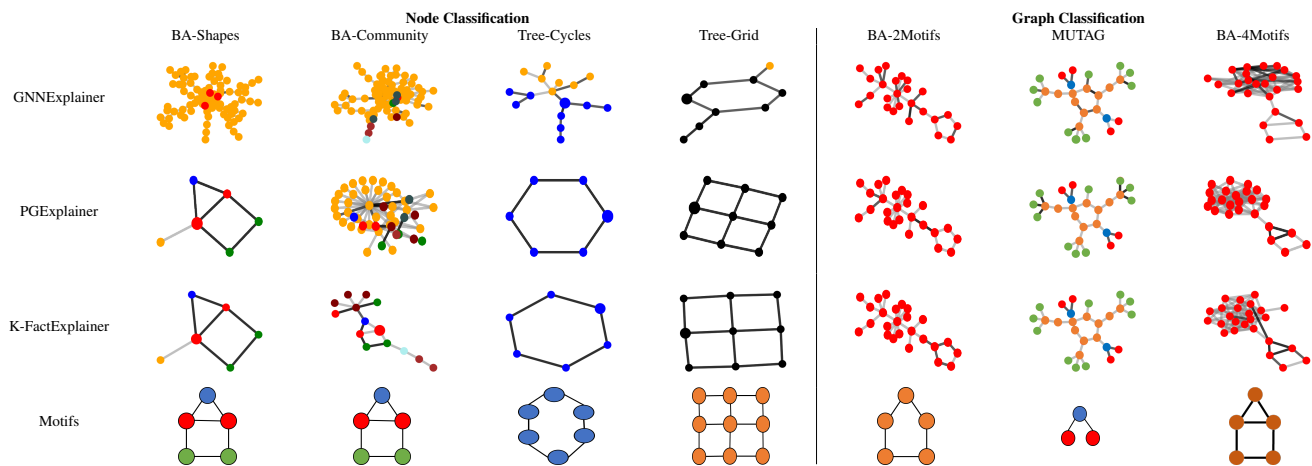 Node Classification
Graph Classification
BA-Shapes
BA-Community
Tree-Cycles
Tree-Grid
BA-2Motifs
MUTAG
BA-4Motifs
GNNExplainer
PGExplainer
K-FactExplainer
Motifs